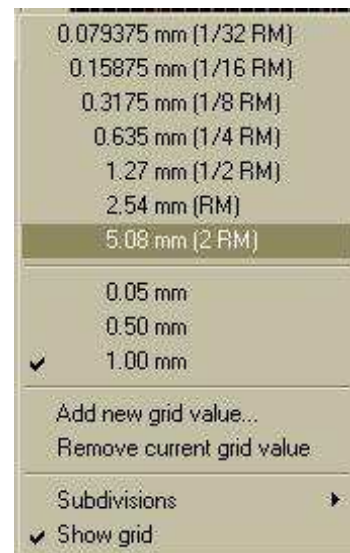 0.079375 mm (1/32 RM)
0.15875 mm (1/16 RM)
0.3175 mm (1/8 RM)
0.635 mm (1/4 RM)
1.27 mm (1/2 RM)
2.54 mm (RM)
5.08 mm (2 RM)
0.05 mm
0.50 mm
1.00 mm
Add new grid value...
Remove current grid value
Subdivisions
Show grid